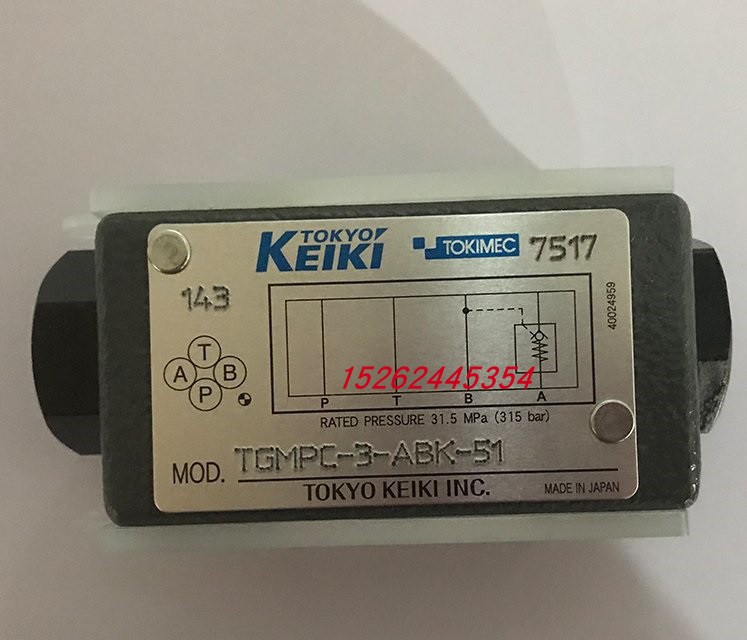 TOKYO
KEIKI
TOKIMEC
7517
143
40024959
T
A B
P
15262445354
P T B A
RATED PRESSURE 31.5 MPa (315 bar)
MOD. TGMPC-3-ABK-51
TOKYO KEIKI INC.
MADE IN JAPAN